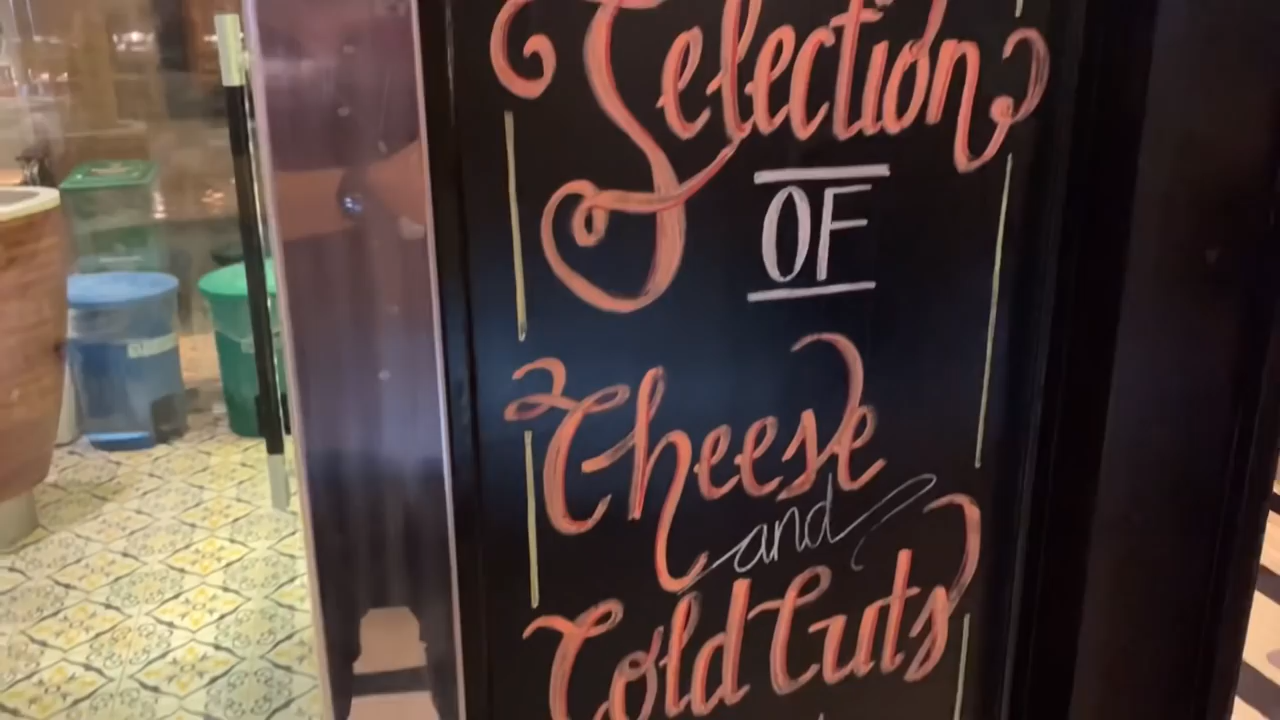 Selection
OF
Cheese
and
Cold Cuts